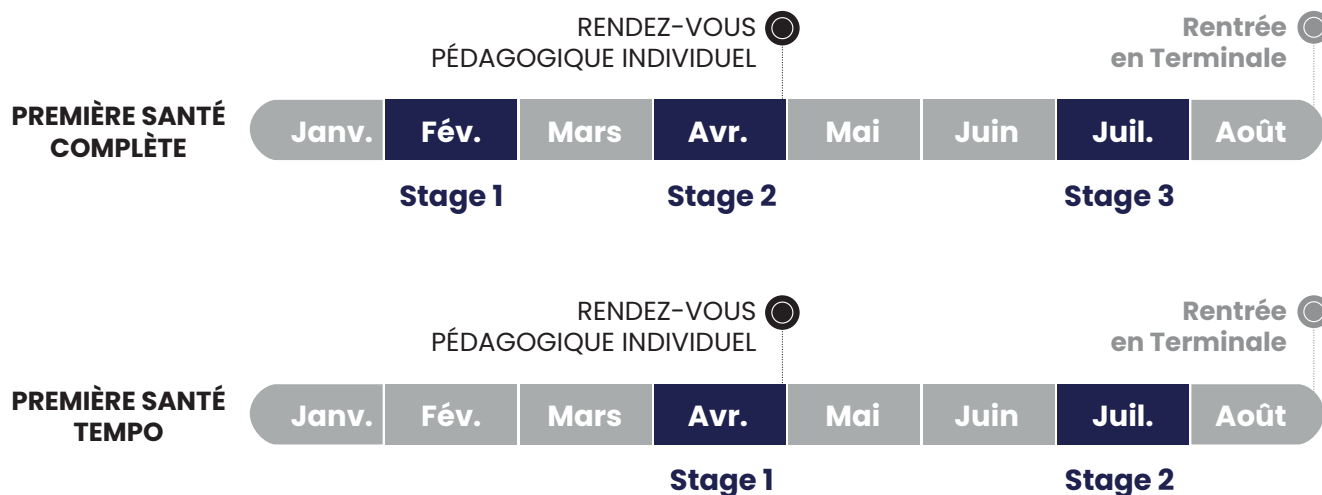 RENDEZ-VOUS
PÉDAGOGIQUE INDIVIDUEL
Rentrée
en Terminale
PREMIÈRE SANTÉ
COMPLÈTE
Janv. Fév. Mars Avr. Mai Juin Juil. Août
Stage 1 Stage 2 Stage 3
RENDEZ-VOUS
PÉDAGOGIQUE INDIVIDUEL
Rentrée
en Terminale
PREMIÈRE SANTÉ
TEMPO
Janv. Fév. Mars Avr. Mai Juin Juil. Août
Stage 1 Stage 2